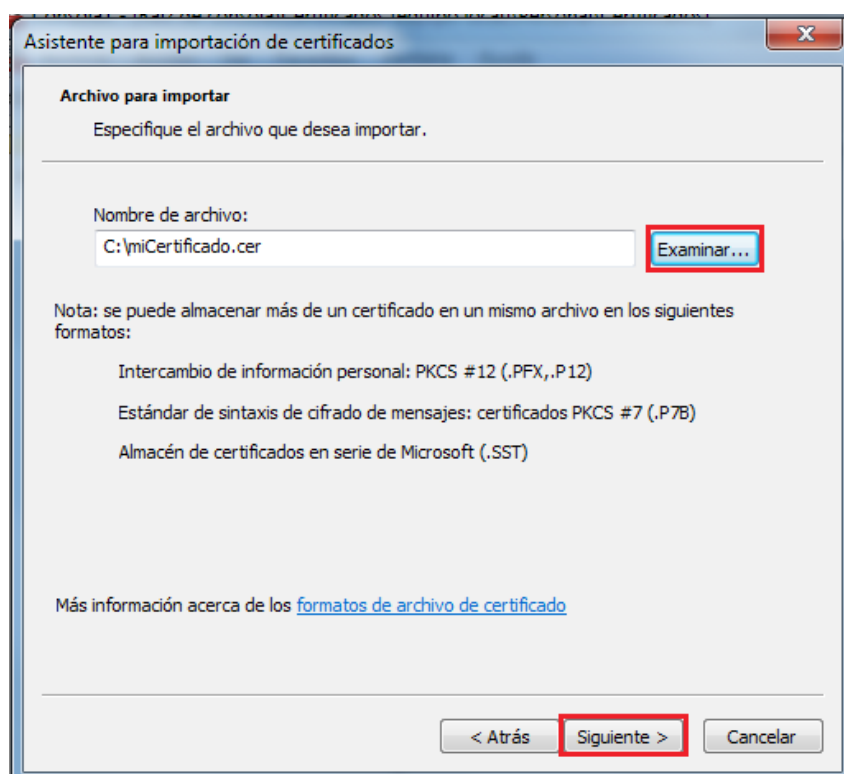 Asistente para importación de certificados
Archivo para importar
Especifique el archivo que desea importar.
Nombre de archivo:
C:\miCertificado.cer
Examinar...
Nota: se puede almacenar más de un certificado en un mismo archivo en los siguientes
formatos:
Intercambio de información personal: PKCS #12 (.PFX,.P12)
Estándar de sintaxis de cifrado de mensajes: certificados PKCS #7 (.P7B)
Almacén de certificados en serie de Microsoft (.SST)
Más información acerca de los formatos de archivo de certificado
< Atrás Siguiente > Cancelar